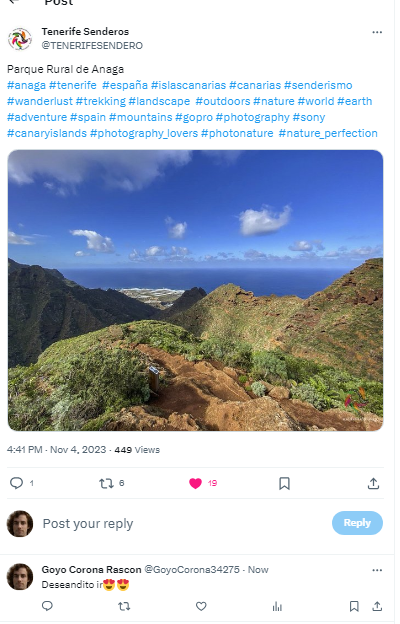 Post
Tenerife Senderos
@TENERIFESENDERO
Parque Rural de Anaga
#anaga #tenerife #españa #islascanarias #canarias #senderismo
#wanderlust #trekking #landscape #outdoors #nature #world #earth
#adventure #spain #mountains #gopro #photography #sony
#canaryislands #photography_lovers #photonature #nature_perfection
4:41 PM · Nov 4, 2023 · 449 Views
1 6 19
Post your reply
Reply
Goyo Corona Rascon @GoyoCorona34275 · Now
Deseandito ir😍😍